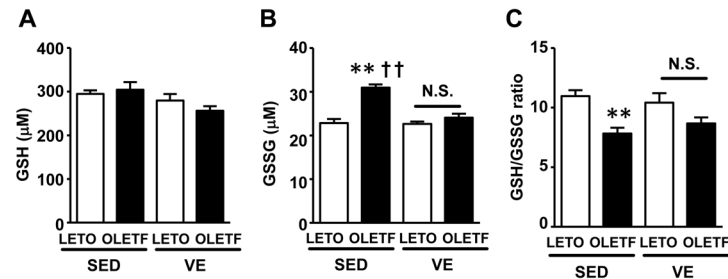 A
GSH (μM)
400
300
200
100
0
LETO OLETF LETO OLETF
SED VE
B
GSSG (μM)
40
30
20
10
0
** ††
N.S.
LETO OLETF LETO OLETF
SED VE
C
GSH/GSSG ratio
15
10
5
0
**
N.S.
LETO OLETF LETO OLETF
SED VE